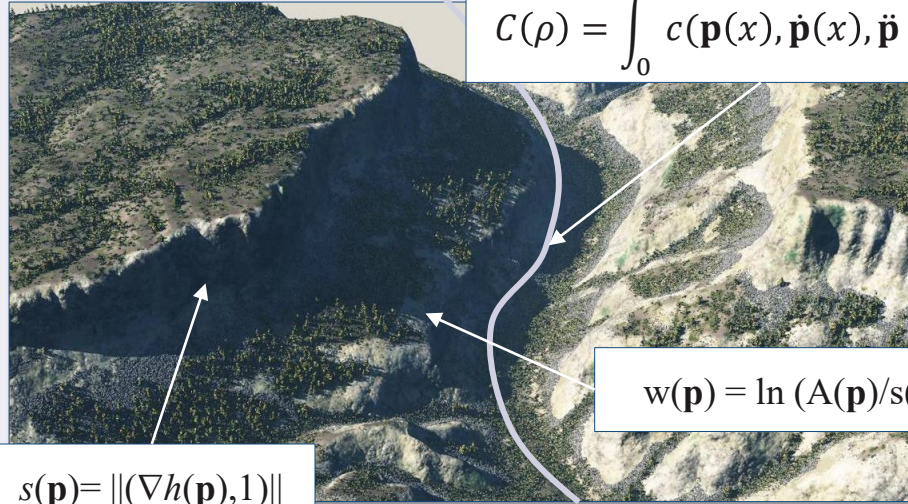 C(ρ) = ∫₀ c(𝐩(x), 𝐩̇(x), 𝐩̈
w(𝐩) = ln (A(𝐩)/s(
s(𝐩)= ||(∇h(𝐩),1)||